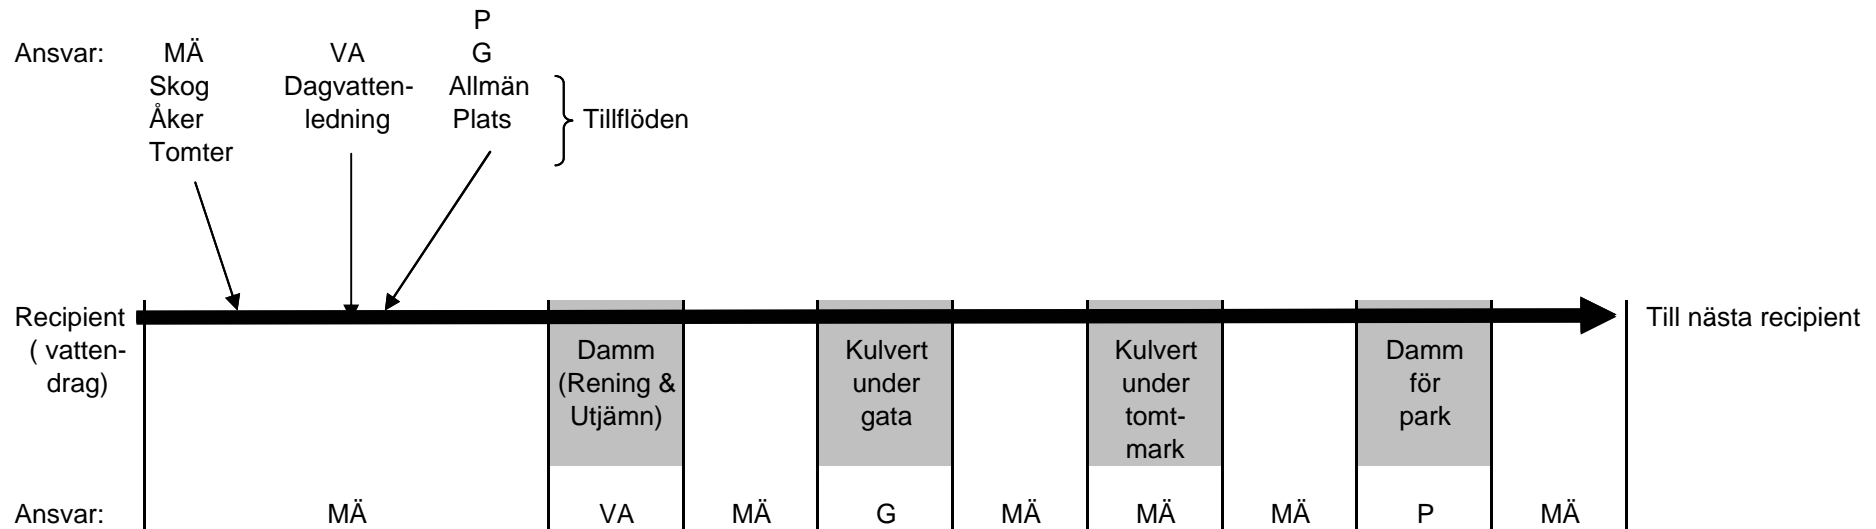 P
Ansvar: MÄ VA G
Skog Dagvatten- Allmän
Åker ledning Plats Tillflöden
Tomter
Recipient Till nästa recipient
( vatten- Damm Kulvert Kulvert Damm
drag) (Rening & under under för
Utjämn) gata tomt- park
mark
Ansvar: MÄ VA MÄ G MÄ MÄ MÄ P MÄ